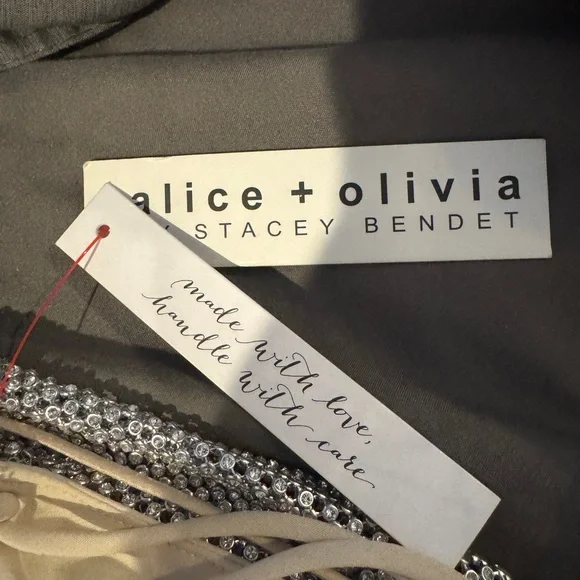 alice + olivia
STACEY BENDET
made with love,
handle with care